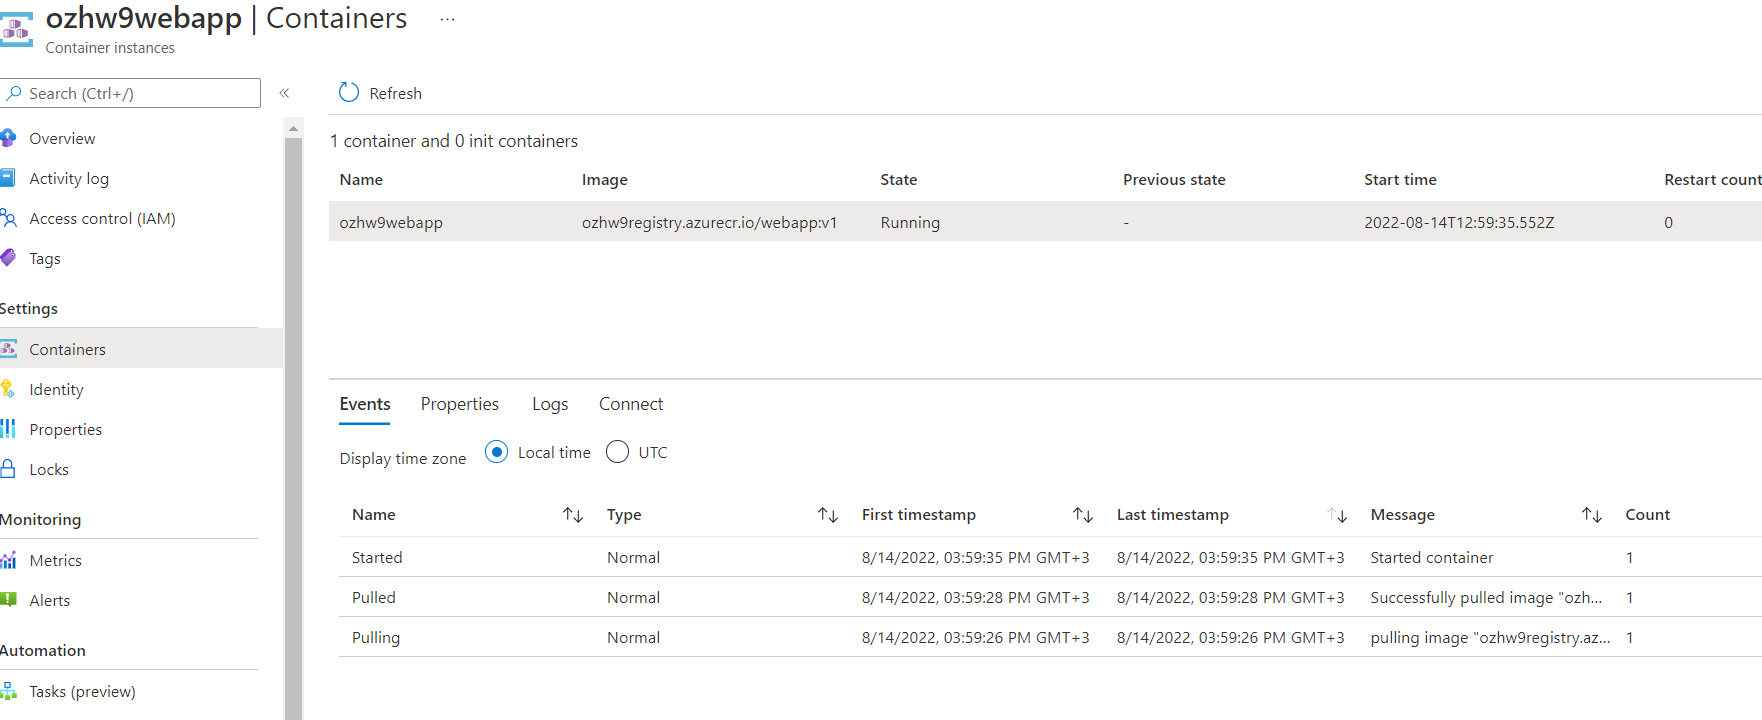 ozhw9webapp | Containers ...
Container instances
Search (Ctrl+/) «
Overview
Activity log
Access control (IAM)
Tags
Settings
Containers
Identity
Properties
Locks
Monitoring
Metrics
Alerts
Automation
Tasks (preview)
Refresh
1 container and 0 init containers
Name Image State Previous state Start time Restart count
ozhw9webapp ozhw9registry.azurecr.io/webapp:v1 Running - 2022-08-14T12:59:35.552Z 0
Events Properties Logs Connect
Display time zone Local time UTC
Name Type First timestamp Last timestamp Message Count
Started Normal 8/14/2022, 03:59:35 PM GMT+3 8/14/2022, 03:59:35 PM GMT+3 Started container 1
Pulled Normal 8/14/2022, 03:59:28 PM GMT+3 8/14/2022, 03:59:28 PM GMT+3 Successfully pulled image "ozh... 1
Pulling Normal 8/14/2022, 03:59:26 PM GMT+3 8/14/2022, 03:59:26 PM GMT+3 pulling image "ozhw9registry.az... 1